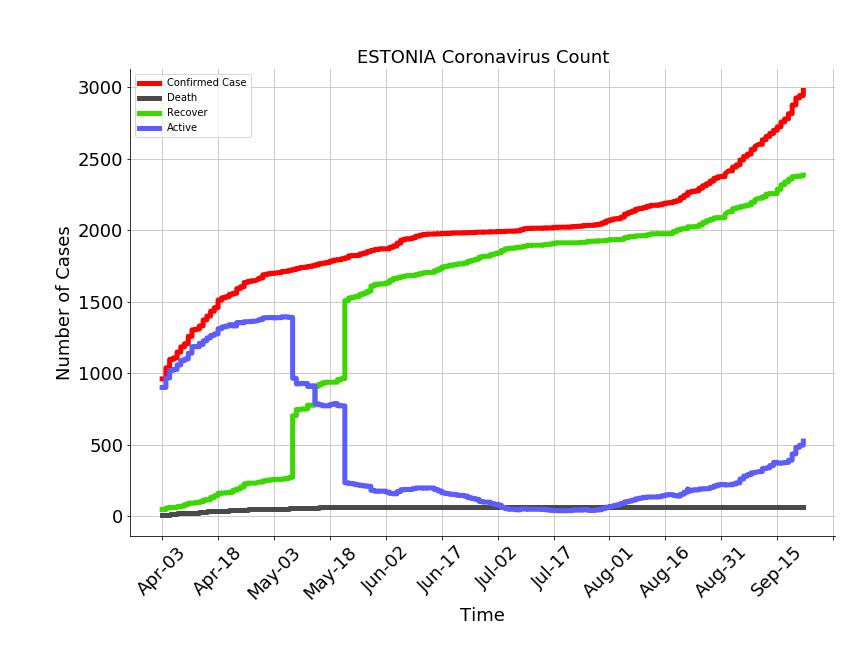 ESTONIA Coronavirus Count
Confirmed Case
Death
Recover
Active
3000
2500
2000
1500
1000
500
0
Number of Cases
Apr-03
Apr-18
May-03
May-18
Jun-02
Jun-17
Jul-02
Jul-17
Aug-01
Aug-16
Aug-31
Sep-15
Time